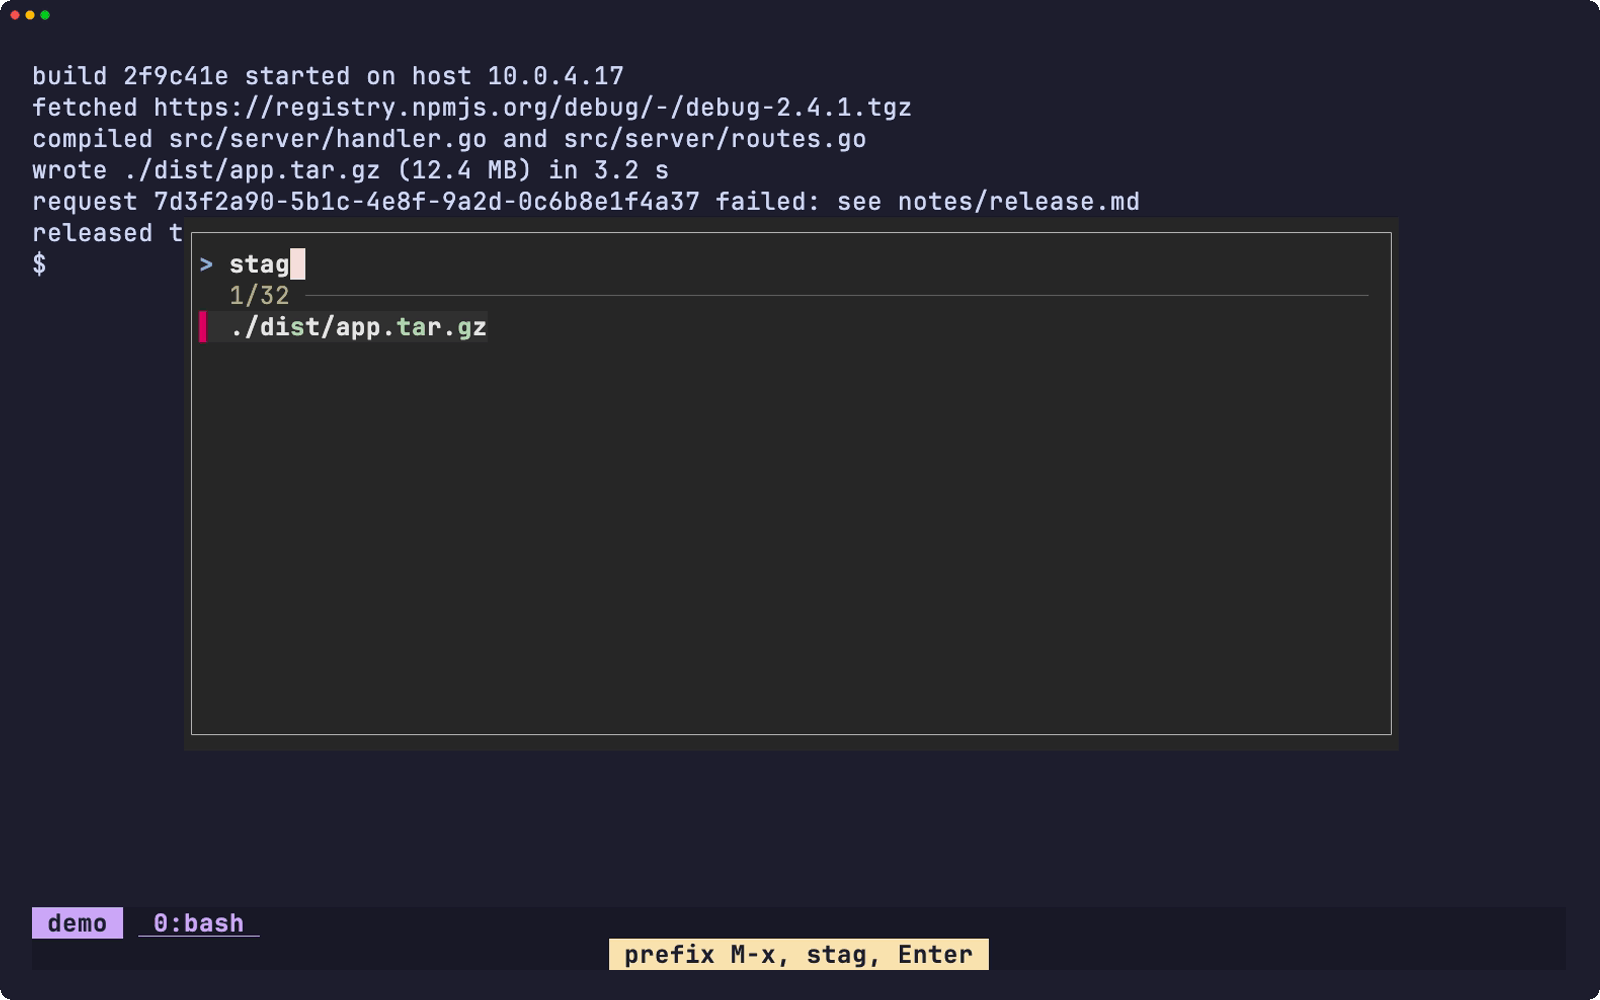 build 2f9c41e started on host 10.0.4.17
fetched https://registry.npmjs.org/debug/-/debug-2.4.1.tgz
compiled src/server/handler.go and src/server/routes.go
wrote ./dist/app.tar.gz (12.4 MB) in 3.2 s
request 7d3f2a90-5b1c-4e8f-9a2d-0c6b8e1f4a37 failed: see notes/release.md
released t
$
> stag
1/32
./dist/app.tar.gz
demo 0:bash
prefix M-x, stag, Enter